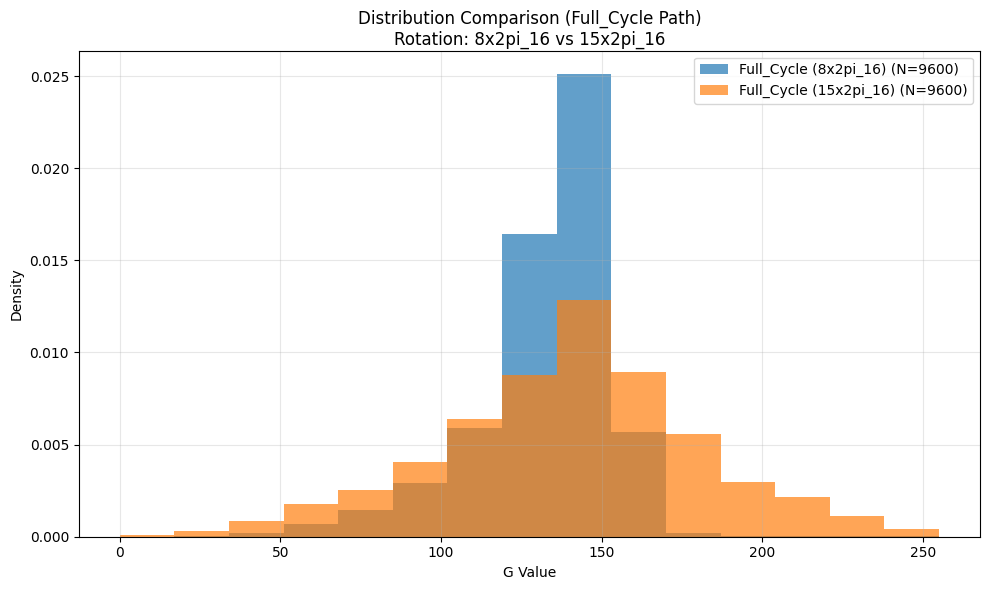 Distribution Comparison (Full_Cycle Path)
Rotation: 8x2pi_16 vs 15x2pi_16
Full_Cycle (8x2pi_16) (N=9600)
Full_Cycle (15x2pi_16) (N=9600)
Density
0.025
0.020
0.015
0.010
0.005
0.000
0 50 100 150 200 250
G Value